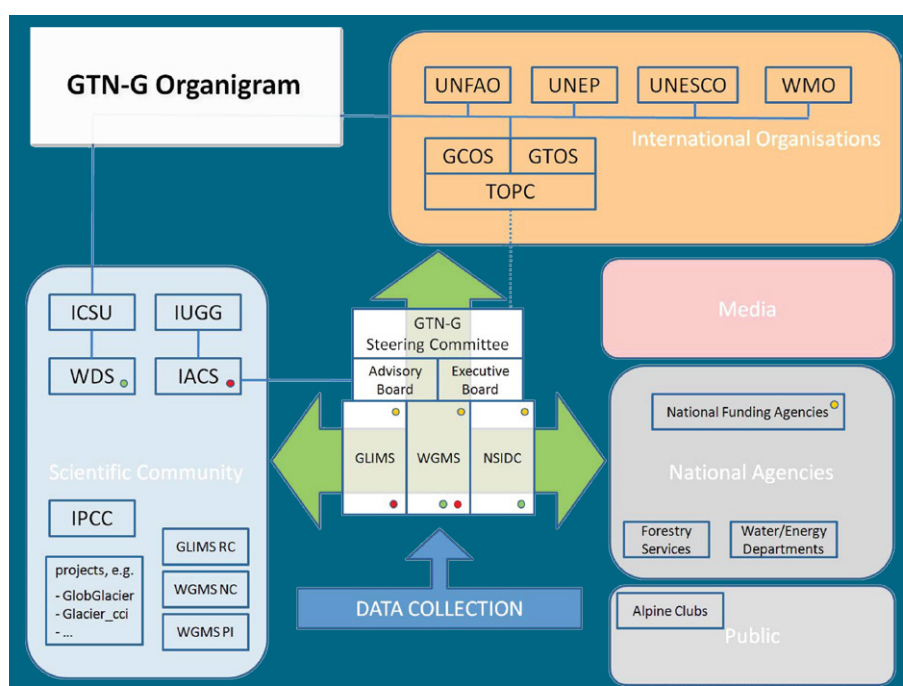 GTN-G Organigram
UNFAO
UNEP
UNESCO
WMO
International Organisations
GCOS
GTOS
TOPC
Media
ICSU
IUGG
WDS
IACS
Scientific Community
IPCC
projects, e.g.
- GlobGlacier
- Glacier_cci
- ...
GLIMS RC
WGMS NC
WGMS PI
GTN-G
Steering Committee
Advisory
Board
Executive
Board
GLIMS
WGMS
NSIDC
DATA COLLECTION
National Funding Agencies
National Agencies
Forestry
Services
Water/Energy
Departments
Alpine Clubs
Public